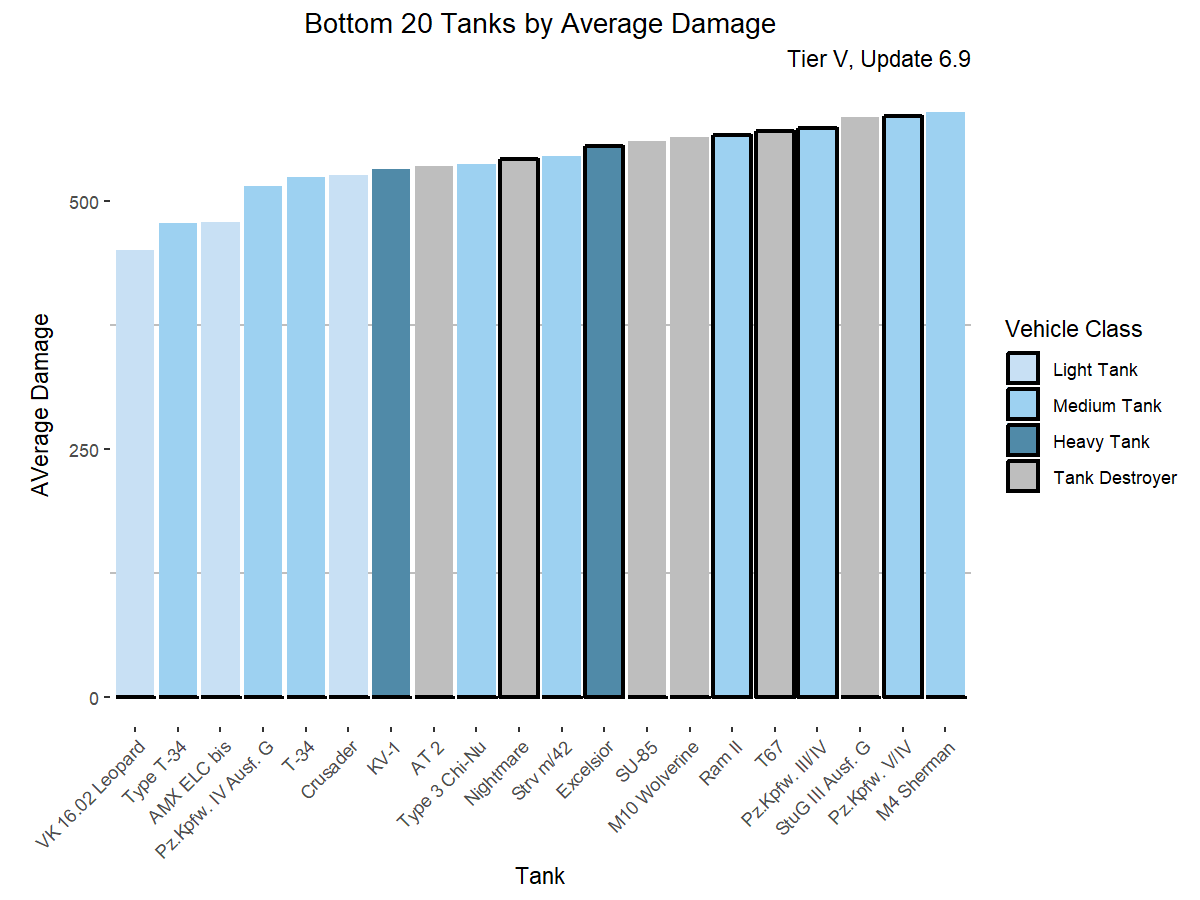 Bottom 20 Tanks by Average Damage
Tier V, Update 6.9
AVerage Damage
500
250
0
VK 16.02 Leopard
Type T-34
AMX ELC bis
Pz.Kpfw. IV Ausf. G
T-34
Crusader
KV-1
AT 2
Type 3 Chi-Nu
Nightmare
Strv m/42
Excelsior
SU-85
M10 Wolverine
Ram II
T67
Pz.Kpfw. III/IV
StuG III Ausf. G
Pz.Kpfw. V/IV
M4 Sherman
Tank
Vehicle Class
Light Tank
Medium Tank
Heavy Tank
Tank Destroyer